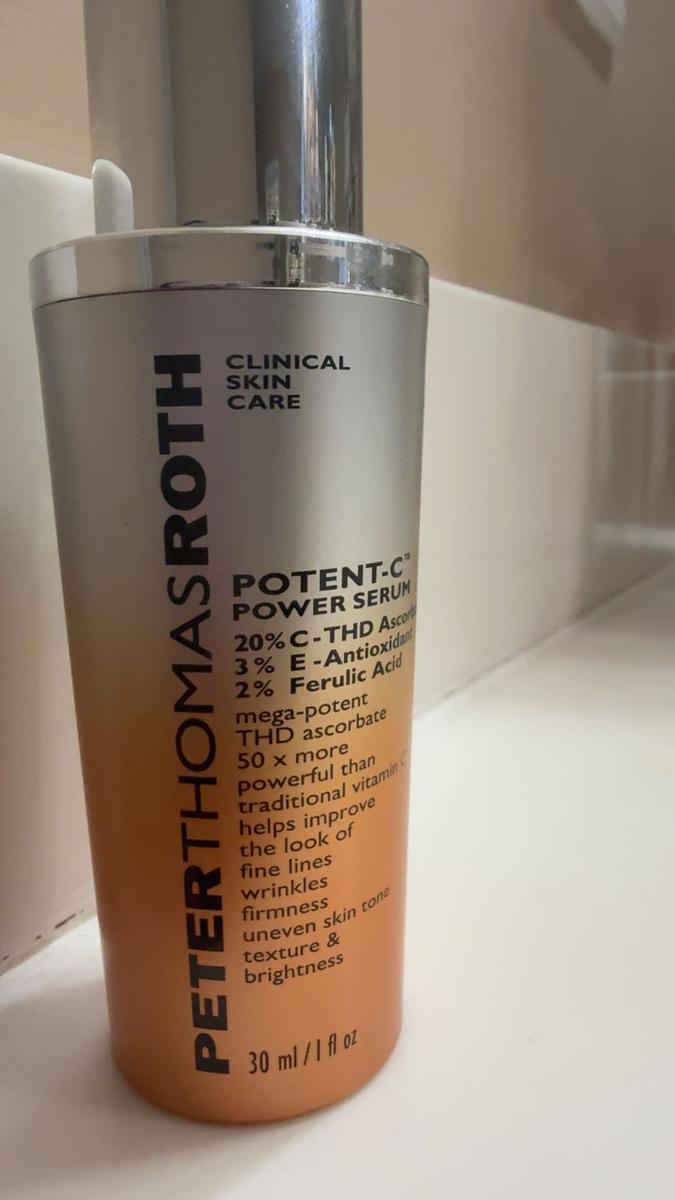 PETERTHOMASROTH
CLINICAL
SKIN
CARE
POTENT-C™
POWER SERUM
20% C-THD
3% E-Antioxidant
2% Ferulic Acid
mega-potent
THD ascorbate
50 x more
powerful than
traditional vitamin C
helps improve
the look of
fine lines
wrinkles
firmness
uneven skin tone
texture &
brightness
30 ml / 1 fl oz